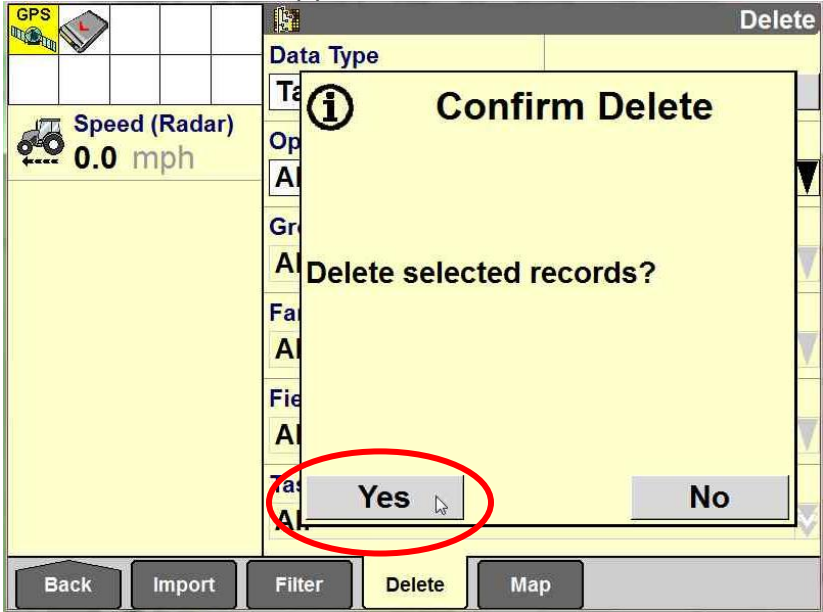 GPS
L
Delete
Data Type
Ta
Confirm Delete
Speed (Radar)
0.0 mph
Op
Al
Gr
Al
Delete selected records?
Fa
Al
Fie
Al
Tas
Yes
No
Al
Back
Import
Filter
Delete
Map